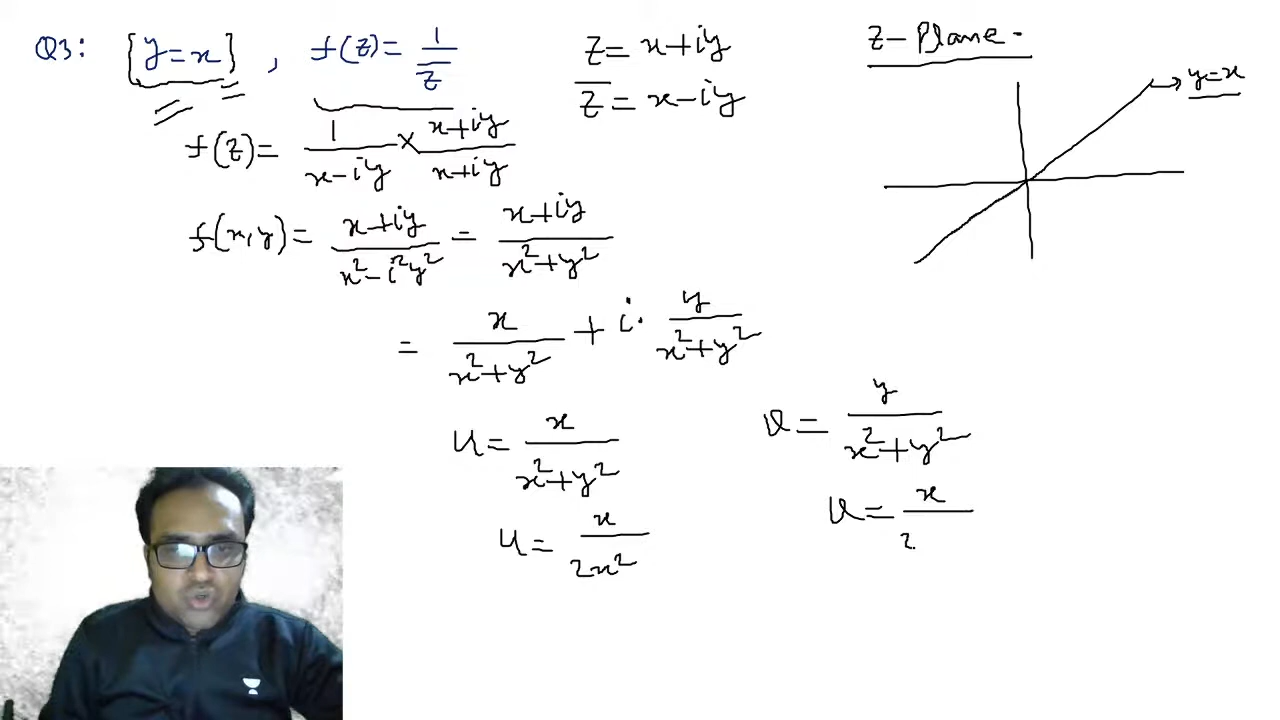 Q3: [y=x] , f(z)= 1/z̅
z= x+iy
z̅= x-iy
z-Plane-
→ y=x
f(z)= 1/(x-iy) × (x+iy)/(x+iy)
f(x,y)= (x+iy)/(x²-i²y²) = (x+iy)/(x²+y²)
= x/(x²+y²) + i· y/(x²+y²)
u= x/(x²+y²)
v= y/(x²+y²)
u= x/2x²
v= x/2